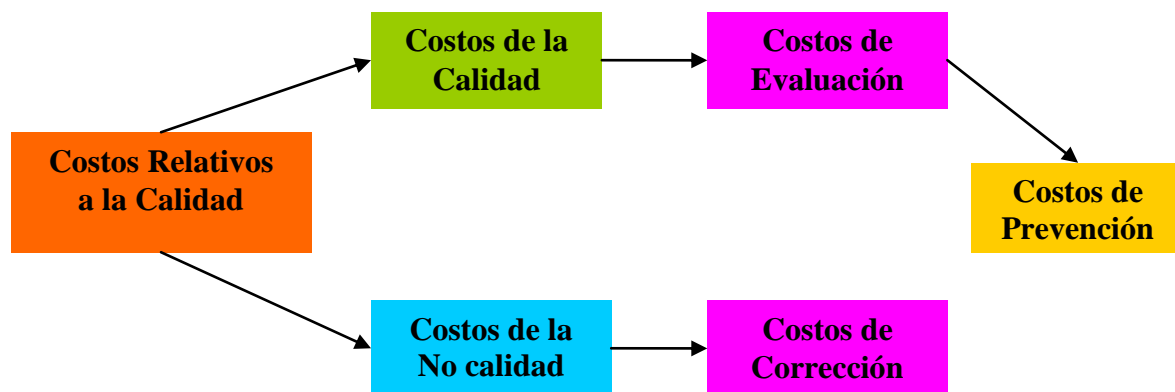 Costos de la
Calidad
Costos de
Evaluación
Costos Relativos
a la Calidad
Costos de
Prevención
Costos de la
No calidad
Costos de
Corrección